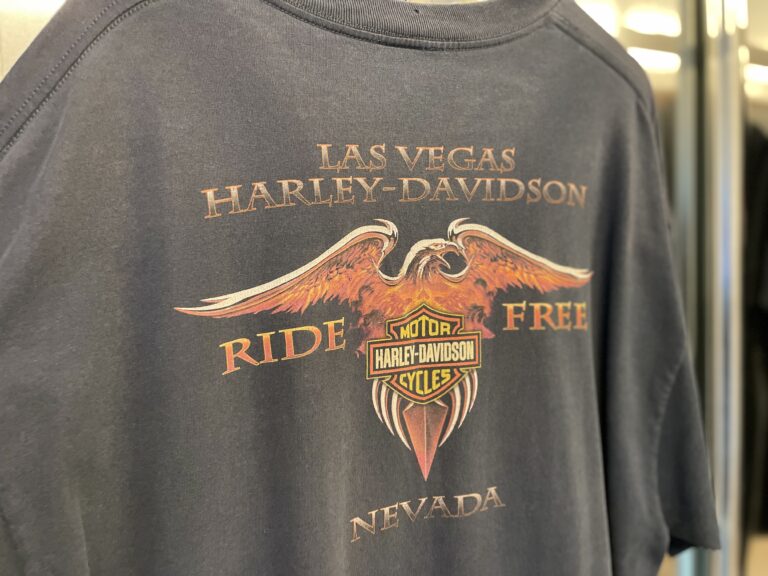 LAS VEGAS
HARLEY-DAVIDSON
RIDE FREE
MOTOR
HARLEY-DAVIDSON
CYCLES
NEVADA